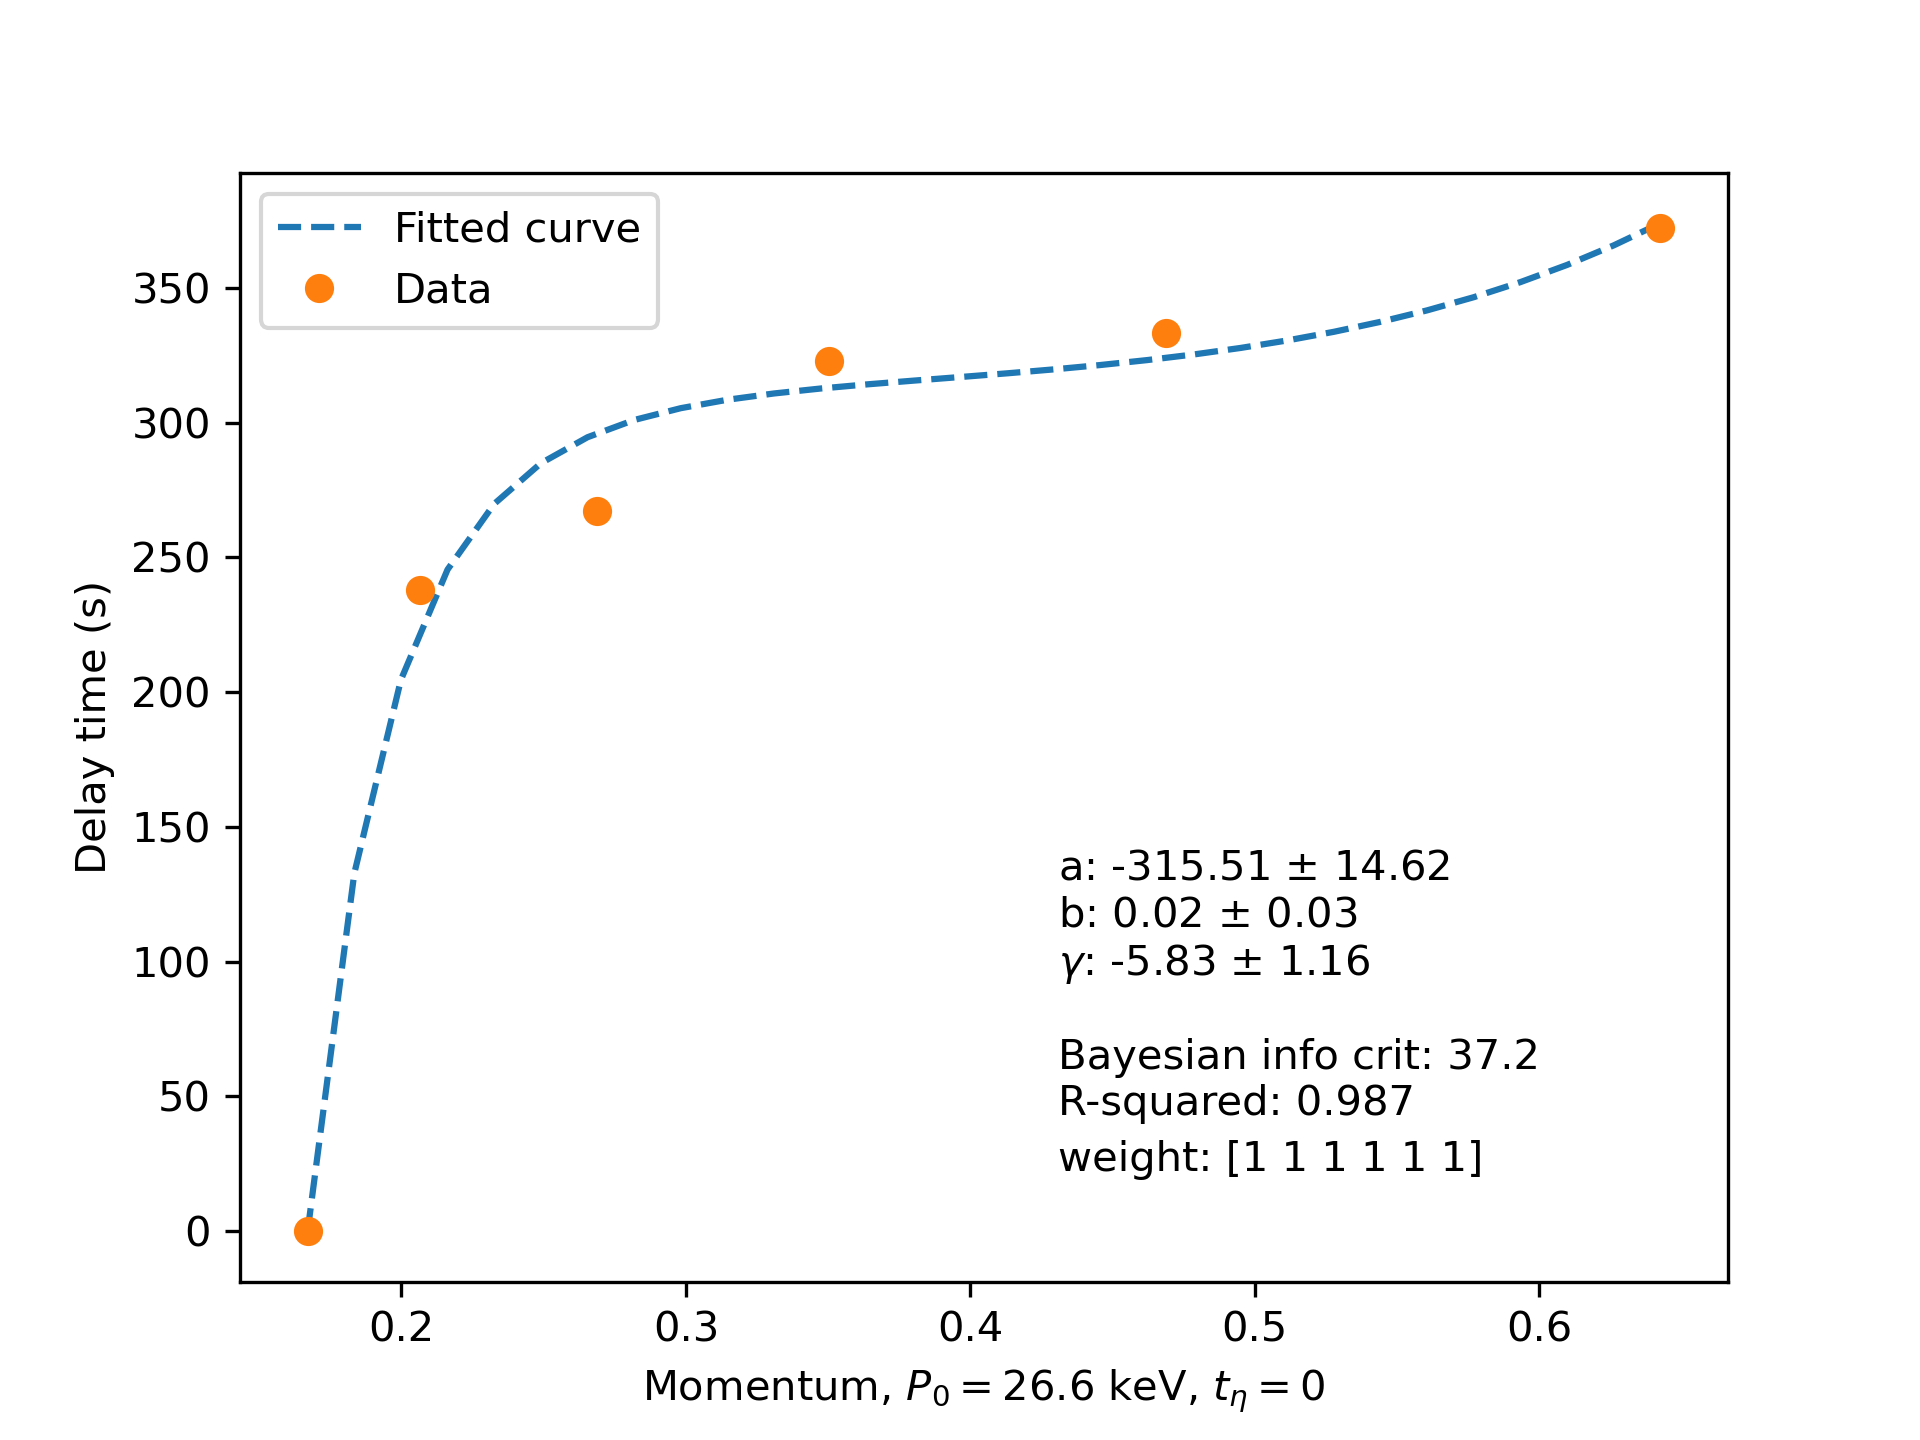 Fitted curve
Data
350
300
250
200
150
100
50
0
Delay time (s)
a: -315.51 ± 14.62
b: 0.02 ± 0.03
γ: -5.83 ± 1.16
Bayesian info crit: 37.2
R-squared: 0.987
weight: [1 1 1 1 1 1]
0.2 0.3 0.4 0.5 0.6
Momentum, P₀ = 26.6 keV, tη = 0